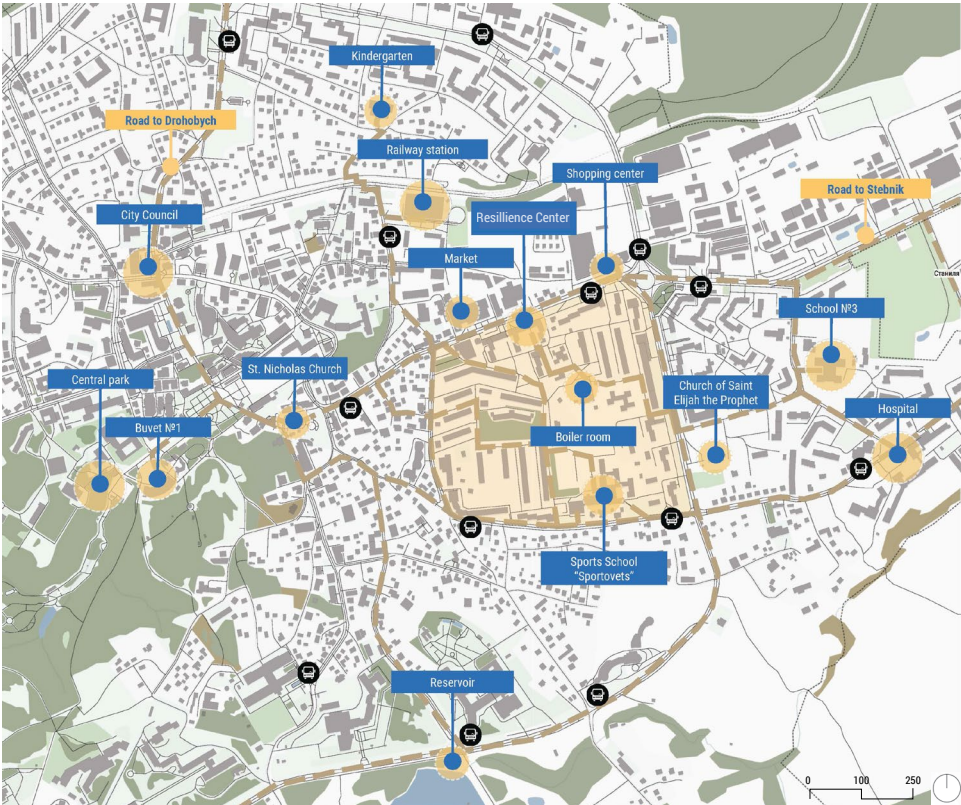 Kindergarten
Road to Drohobych
Railway station
Shopping center
Road to Stebnik
City Council
Resillience Center
Market
Станиля
School №3
St. Nicholas Church
Central park
Church of Saint
Elijah the Prophet
Hospital
Buvet №1
Boiler room
Sports School
"Sportovets"
Reservoir
0 100 250